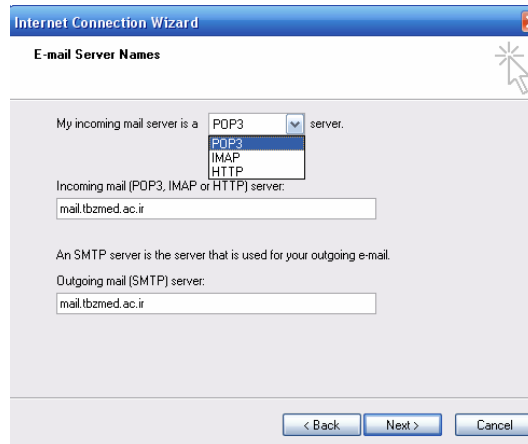 Internet Connection Wizard
E-mail Server Names
My incoming mail server is a POP3 server.
POP3
IMAP
HTTP
Incoming mail (POP3, IMAP or HTTP) server:
mail.tbzmed.ac.ir
An SMTP server is the server that is used for your outgoing e-mail.
Outgoing mail (SMTP) server:
mail.tbzmed.ac.ir
< Back Next > Cancel